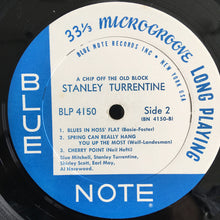 33⅓ MICROGROOVE LONG PLAYING
BLUE NOTE RECORDS INC • NEW YORK USA
A CHIP OFF THE OLD BLOCK
STANLEY TURRENTINE
BLP 4150
Side 2
(BN 4150-B)
1. BLUES IN HOSS' FLAT (Basie-Foster)
2. SPRING CAN REALLY HANG
YOU UP THE MOST (Wolf-Landesman)
3. CHERRY POINT (Neil Hefti)
Blue Mitchell, Stanley Turrentine,
Shirley Scott, Earl May,
Al Harewood.
BLUE
NOTE